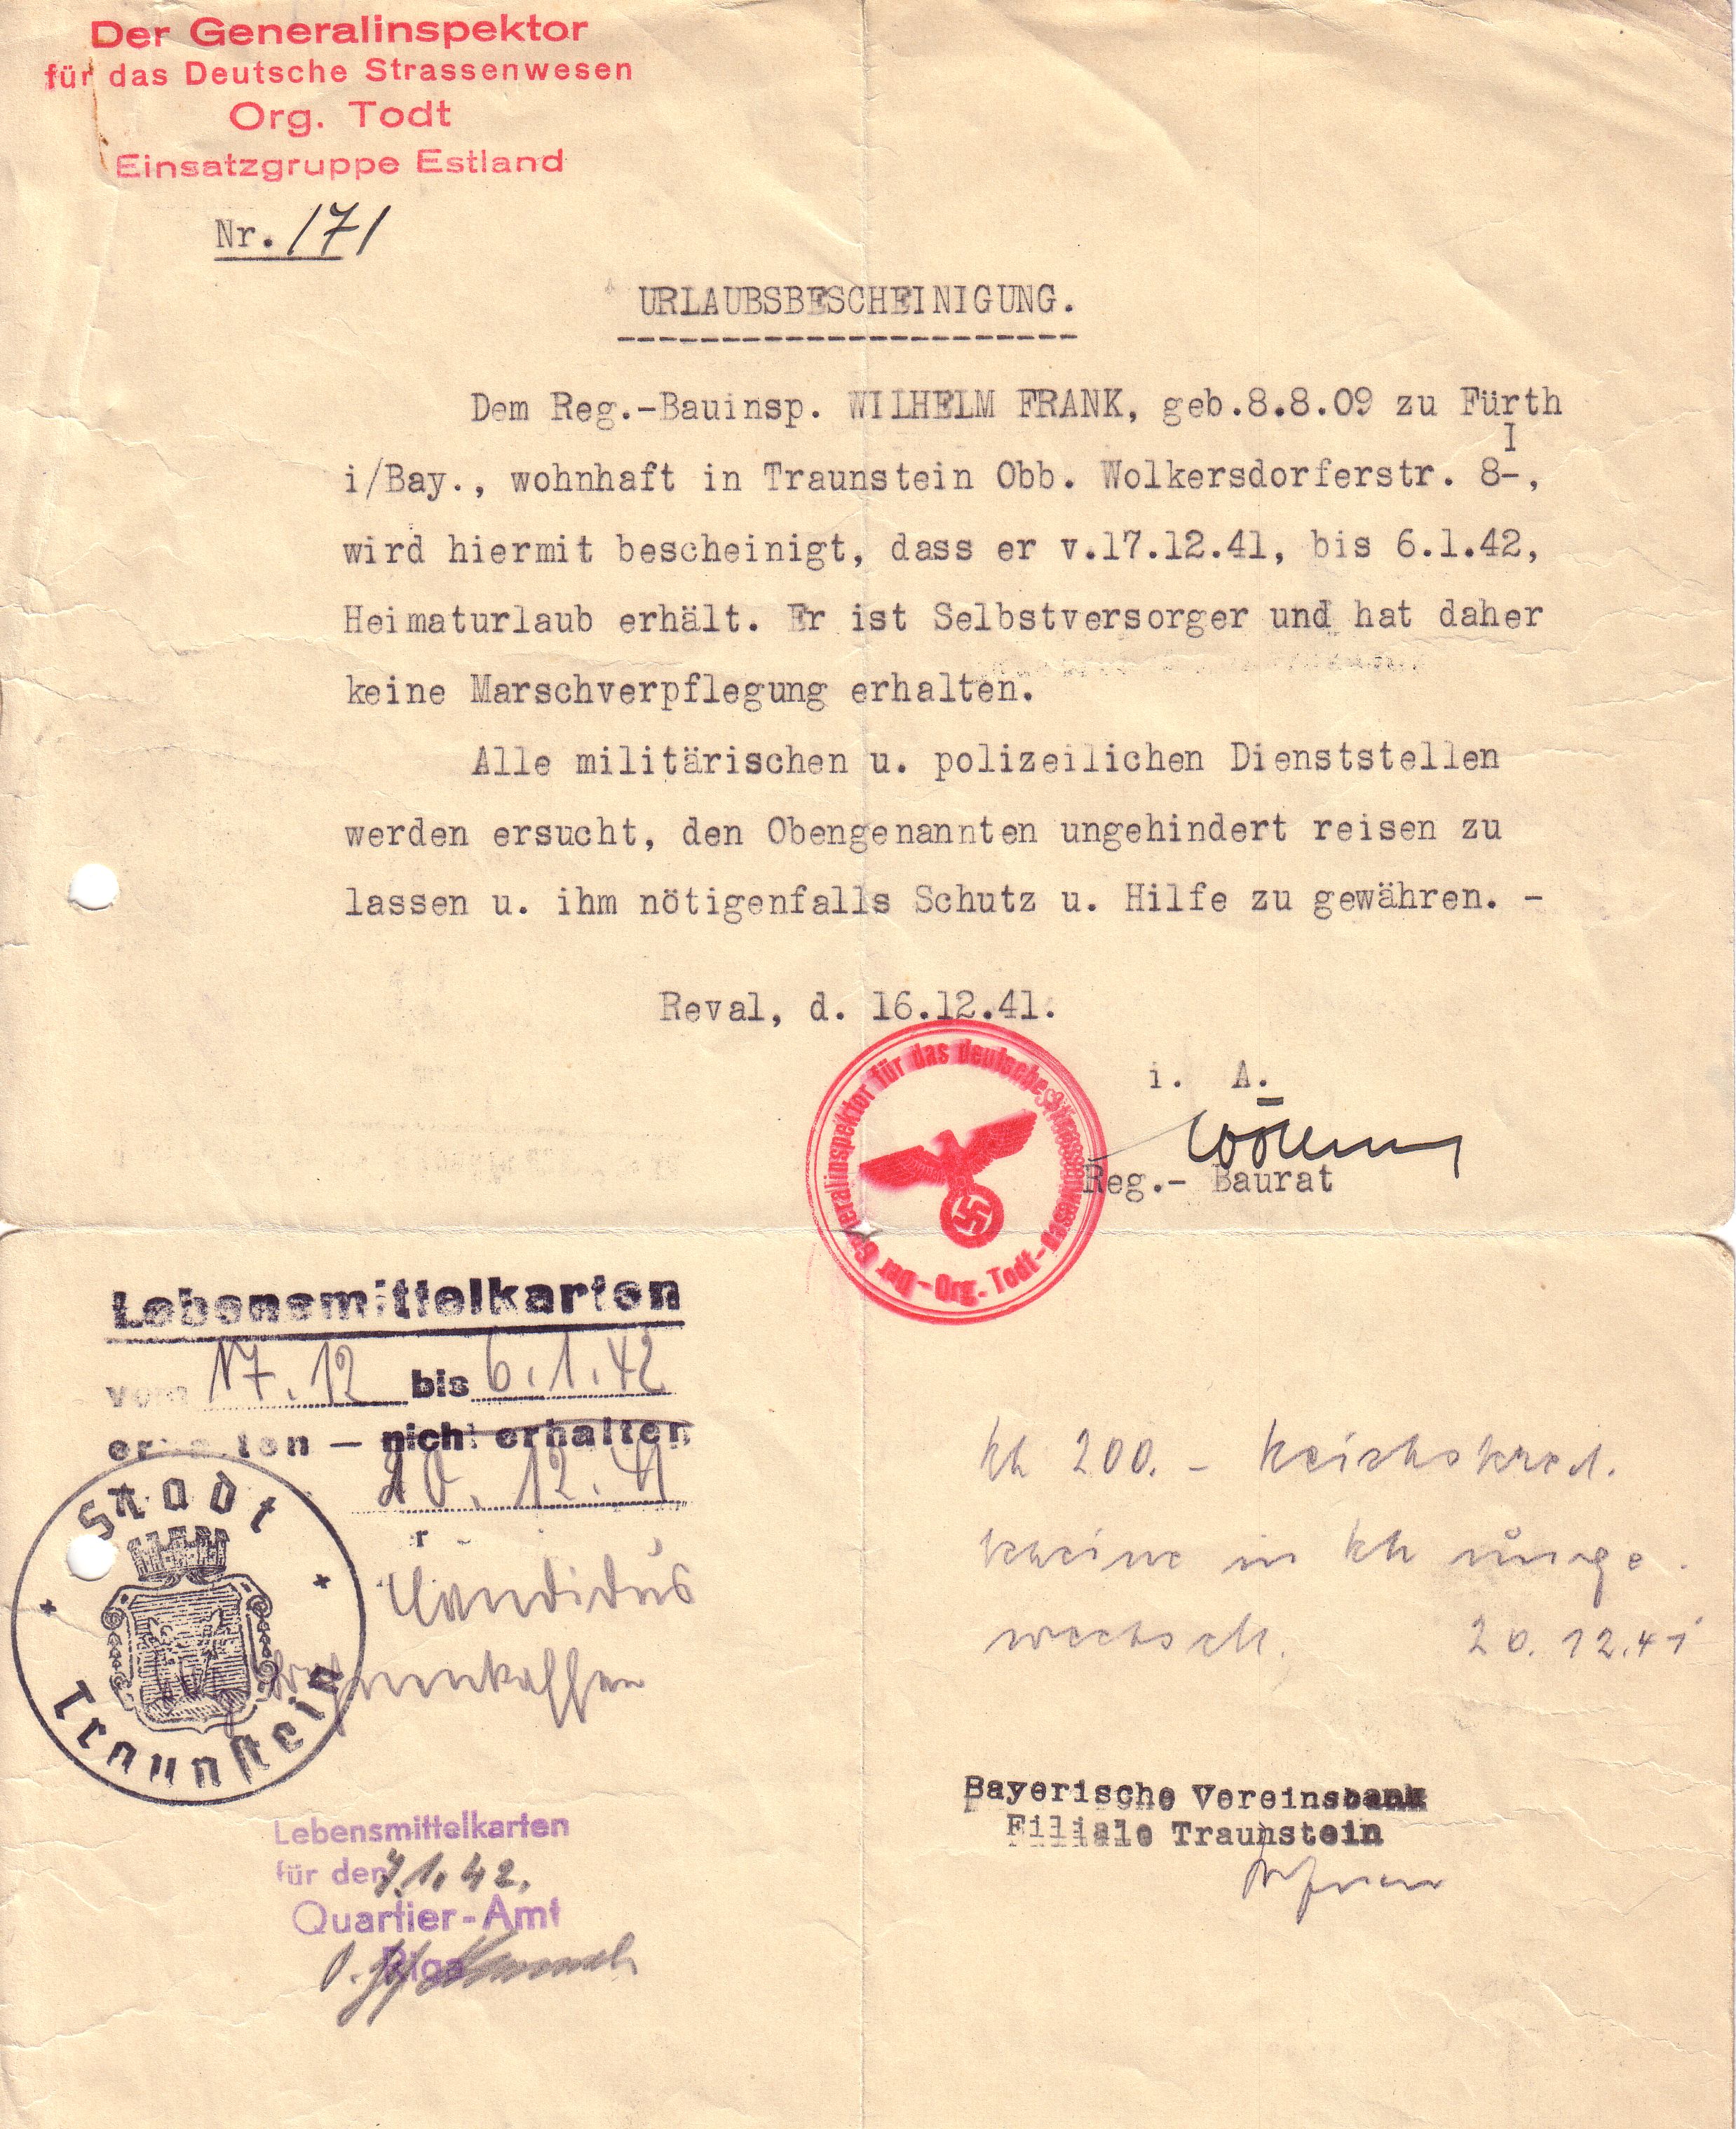 Der Generalinspektor
für das Deutsche Strassenwesen
Org. Todt
Einsatzgruppe Estland
Nr. 171
URLAUBSBESCHEINIGUNG.
Dem Reg.-Bauinsp. WILHELM FRANK, geb.8.8.09 zu Fürth
i/Bay., wohnhaft in Traunstein Obb. Wolkersdorferstr. 8-I,
wird hiermit bescheinigt, dass er v.17.12.41, bis 6.1.42,
Heimaturlaub erhält. Er ist Selbstversorger und hat daher
keine Marschverpflegung erhalten.
Alle militärischen u. polizeilichen Dienststellen
werden ersucht, den Obengenannten ungehindert reisen zu
lassen u. ihm nötigenfalls Schutz u. Hilfe zu gewähren. -
Reval, d. 16.12.41.
i. A.
Reg.- Baurat
Der Generalinspektor für das deutsche Strassenwesen
-Org. Todt-
Lebensmittelkarten
vom 17.12 bis 6.1.42
erhalten — nicht erhalten
20.12.41
Stadt
Traunstein
200.- Reichskred.
scheine in
wechselt. 20.12.41
Bayerische Vereinsbank
Filiale Traunstein
Lebensmittelkarten
für den 7.1.42.
Quartier-Amt
Riga